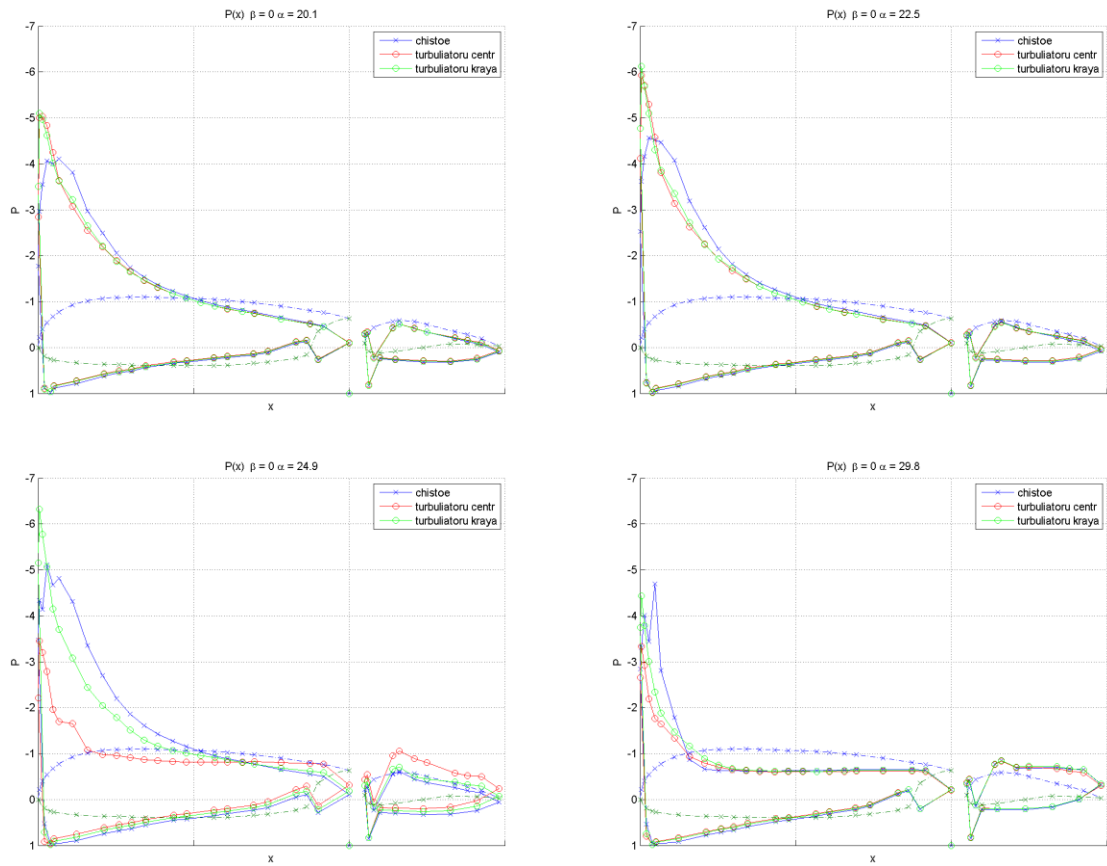 P(x) β = 0 α = 20.1
-7
-6
-5
-4
-3
-2
-1
0
1
P
x
chistoe
turbuliatoru centr
turbuliatoru kraya
P(x) β = 0 α = 22.5
-7
-6
-5
-4
-3
-2
-1
0
1
P
x
chistoe
turbuliatoru centr
turbuliatoru kraya
P(x) β = 0 α = 24.9
-7
-6
-5
-4
-3
-2
-1
0
1
P
x
chistoe
turbuliatoru centr
turbuliatoru kraya
P(x) β = 0 α = 29.8
-7
-6
-5
-4
-3
-2
-1
0
1
P
x
chistoe
turbuliatoru centr
turbuliatoru kraya